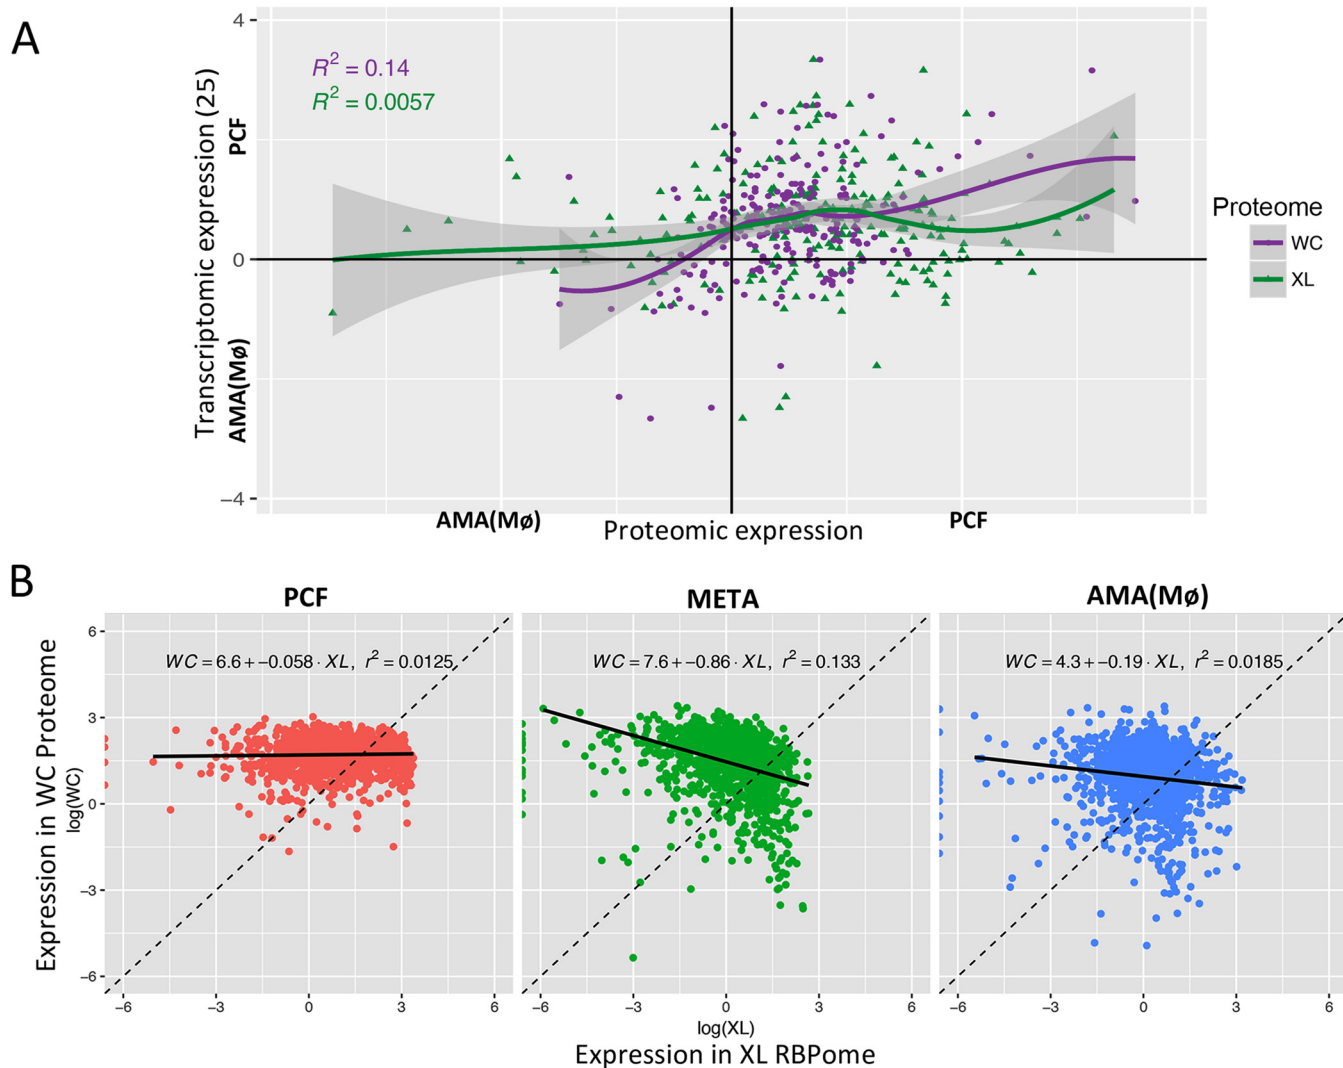 A
R² = 0.14
R² = 0.0057
4
0
−4
Transcriptomic expression (25)
PCF
AMA(Mø)
AMA(Mø)
Proteomic expression
PCF
Proteome
WC
XL
B
PCF
META
AMA(Mø)
WC = 6.6 + −0.058 · XL, r² = 0.0125
WC = 7.6 + −0.86 · XL, r² = 0.133
WC = 4.3 + −0.19 · XL, r² = 0.0185
Expression in WC Proteome
log(WC)
6
3
0
−3
−6
−6 −3 0 3 6
−6 −3 0 3 6
−6 −3 0 3 6
log(XL)
Expression in XL RBPome